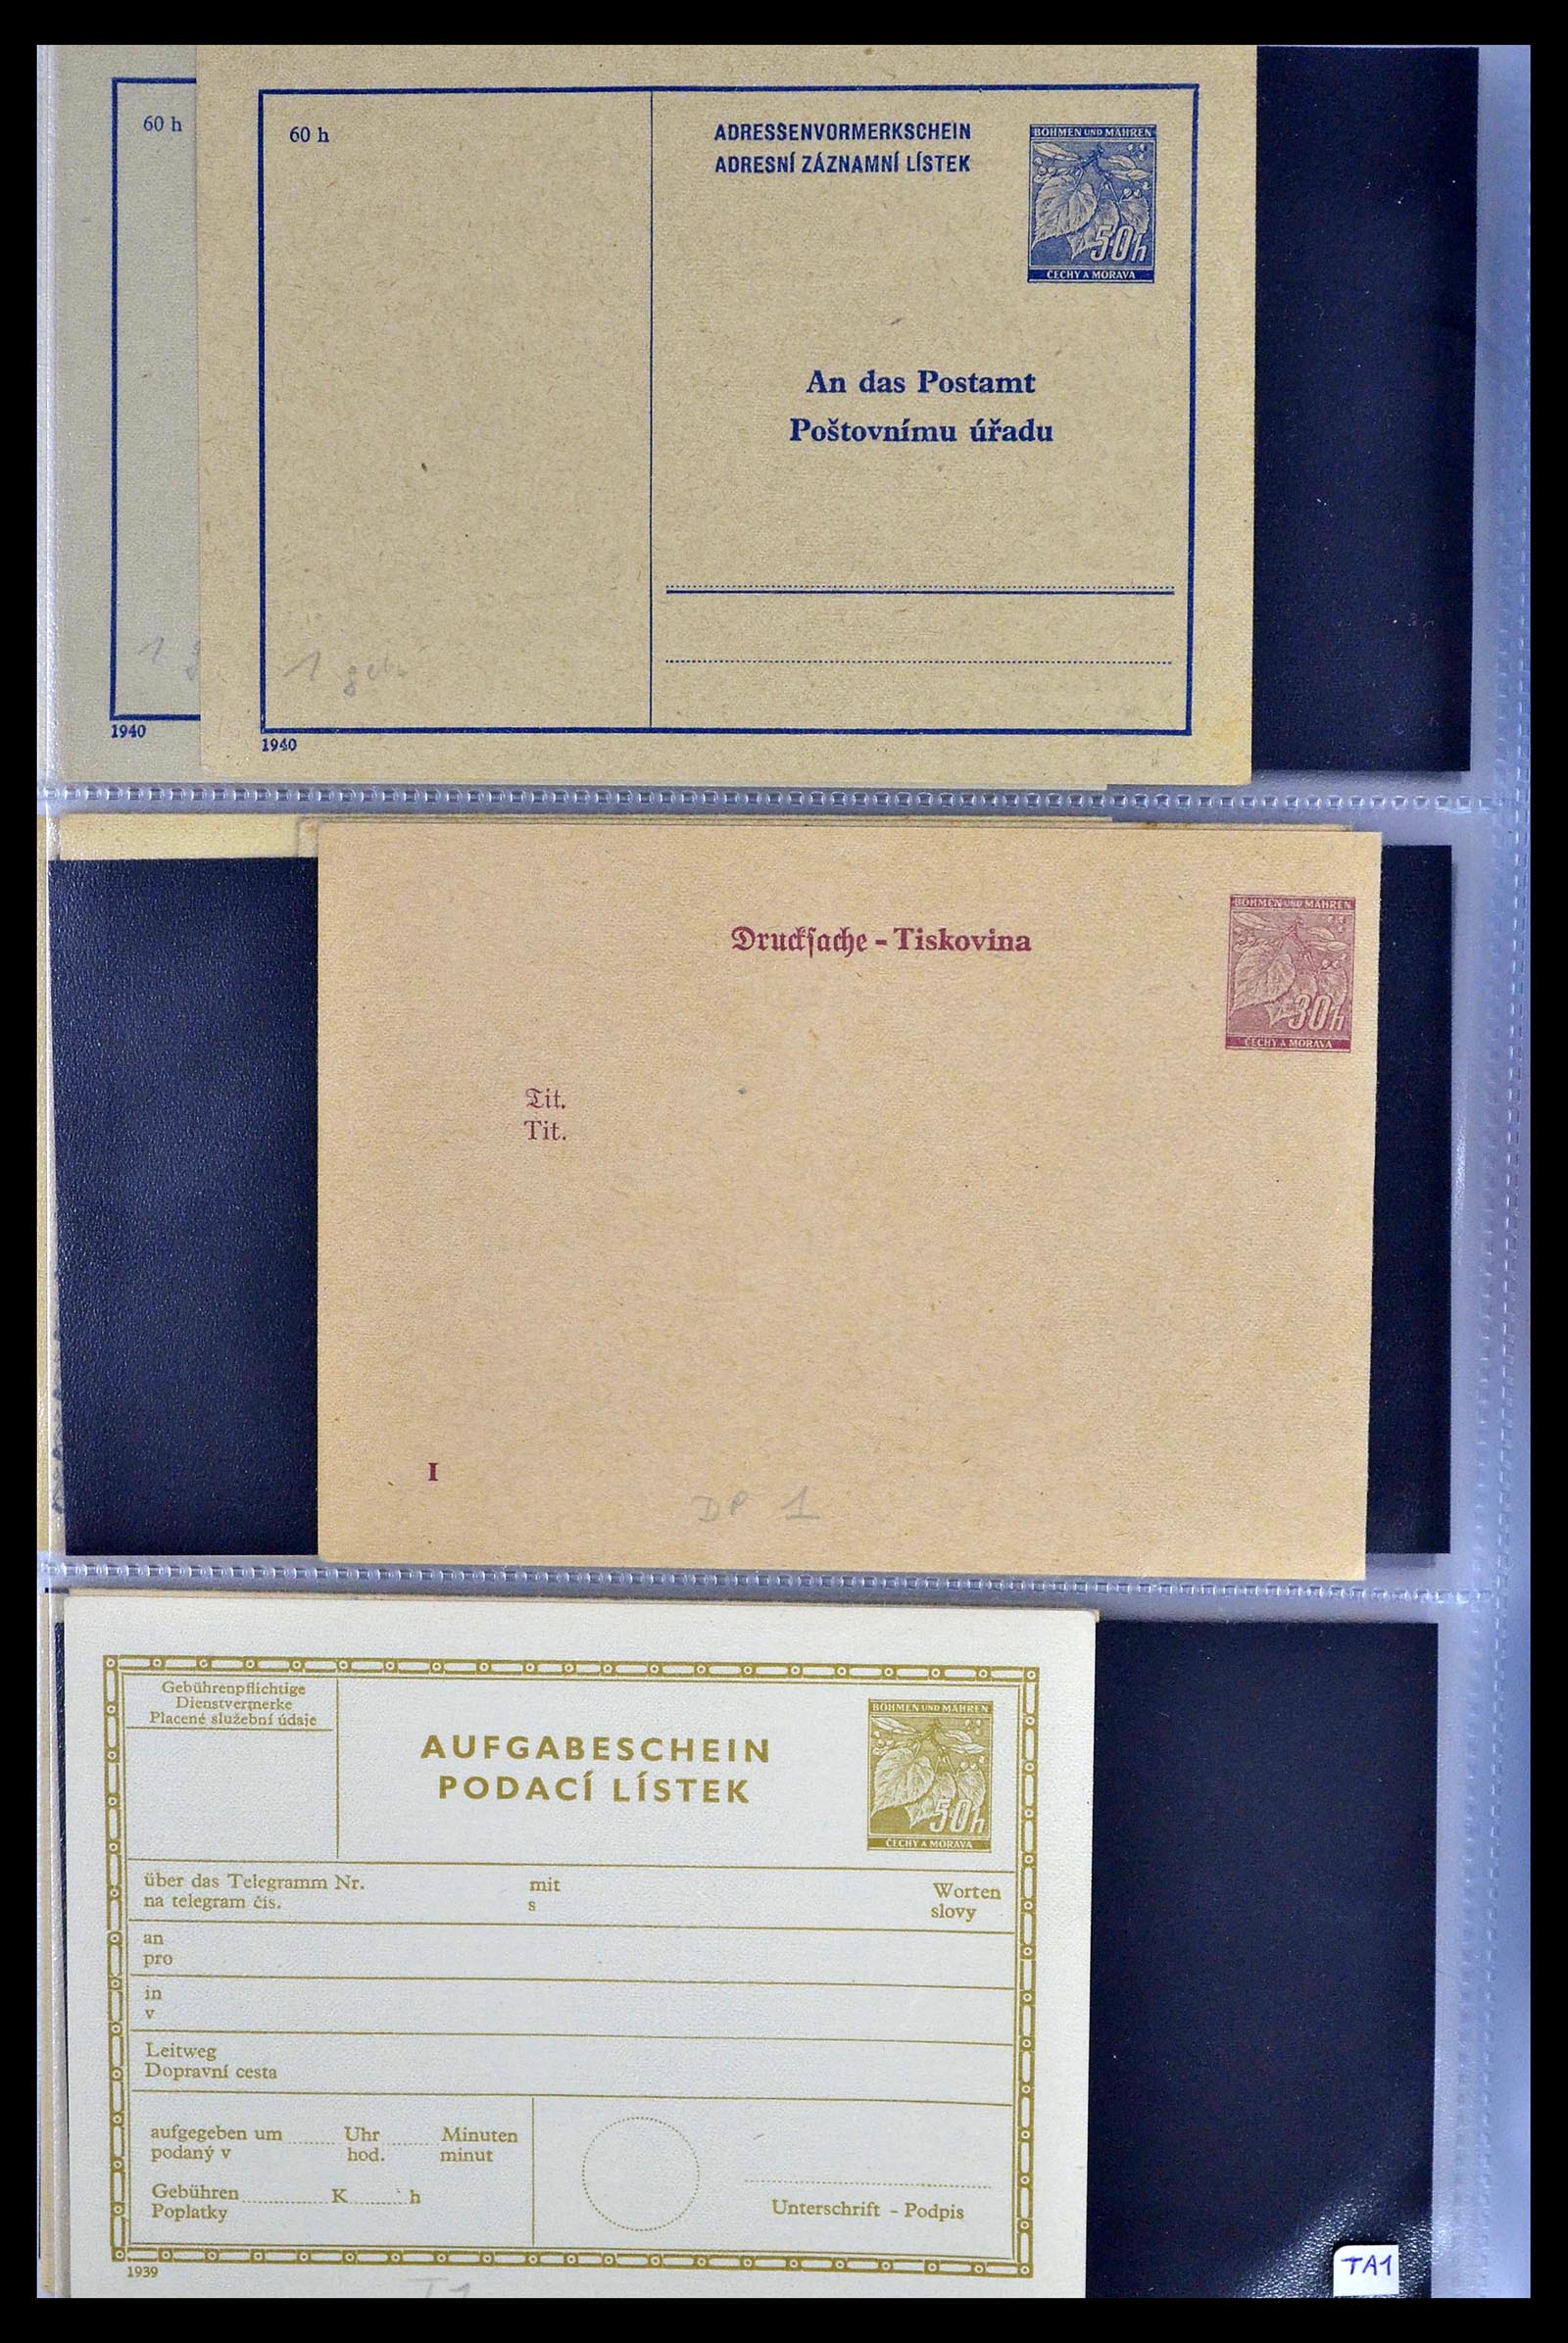 60 h
1940
60 h
ADRESSENVORMERKSCHEIN
ADRESNÍ ZÁZNAMNÍ LÍSTEK
BÖHMEN UND MÄHREN
50h
ČECHY A MORAVA
An das Postamt
Poštovnímu úřadu
1
1
1940
Drucksache - Tiskovina
BÖHMEN UND MÄHREN
30h
ČECHY A MORAVA
Tit.
Tit.
I
DP 1
Gebührenpflichtige
Dienstvermerke
Placené služební údaje
AUFGABESCHEIN
PODACÍ LÍSTEK
BÖHMEN UND MÄHREN
50h
ČECHY A MORAVA
über das Telegramm Nr. mit Worten
na telegram čís. s slovy
an
pro
in
v
Leitweg
Dopravní cesta
aufgegeben um Uhr Minuten
podaný v hod. minut
Gebühren K h
Poplatky
Unterschrift - Podpis
1939
TA1